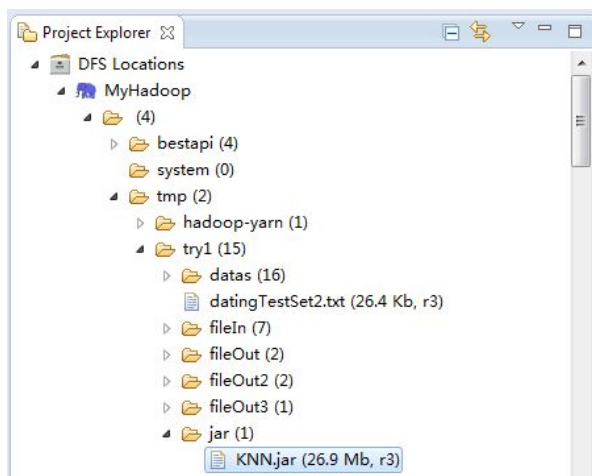 Project Explorer
DFS Locations
MyHadoop
(4)
bestapi (4)
system (0)
tmp (2)
hadoop-yarn (1)
try1 (15)
datas (16)
datingTestSet2.txt (26.4 Kb, r3)
fileIn (7)
fileOut (2)
fileOut2 (2)
fileOut3 (1)
jar (1)
KNN.jar (26.9 Mb, r3)